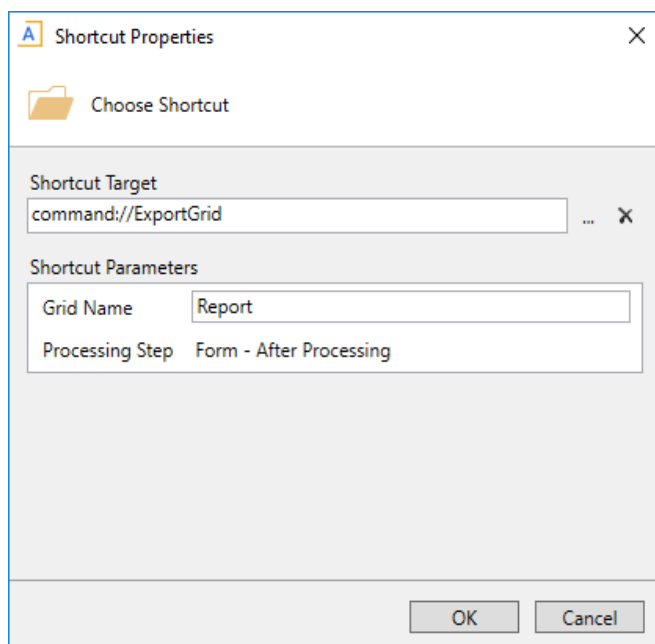 A Shortcut Properties
Choose Shortcut
Shortcut Target
command://ExportGrid
...
Shortcut Parameters
Grid Name Report
Processing Step Form - After Processing
OK Cancel